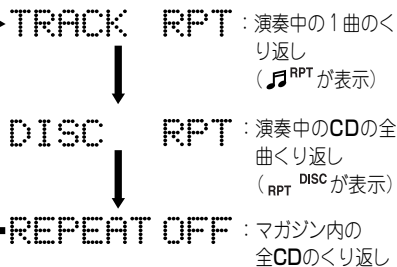 TRACK RPT：演奏中の1曲のく
り返し
（♫RPTが表示）
DISC RPT：演奏中のCDの全
曲くり返し
（RPT DISCが表示）
REPEAT OFF：マガジン内の
全CDのくり返し